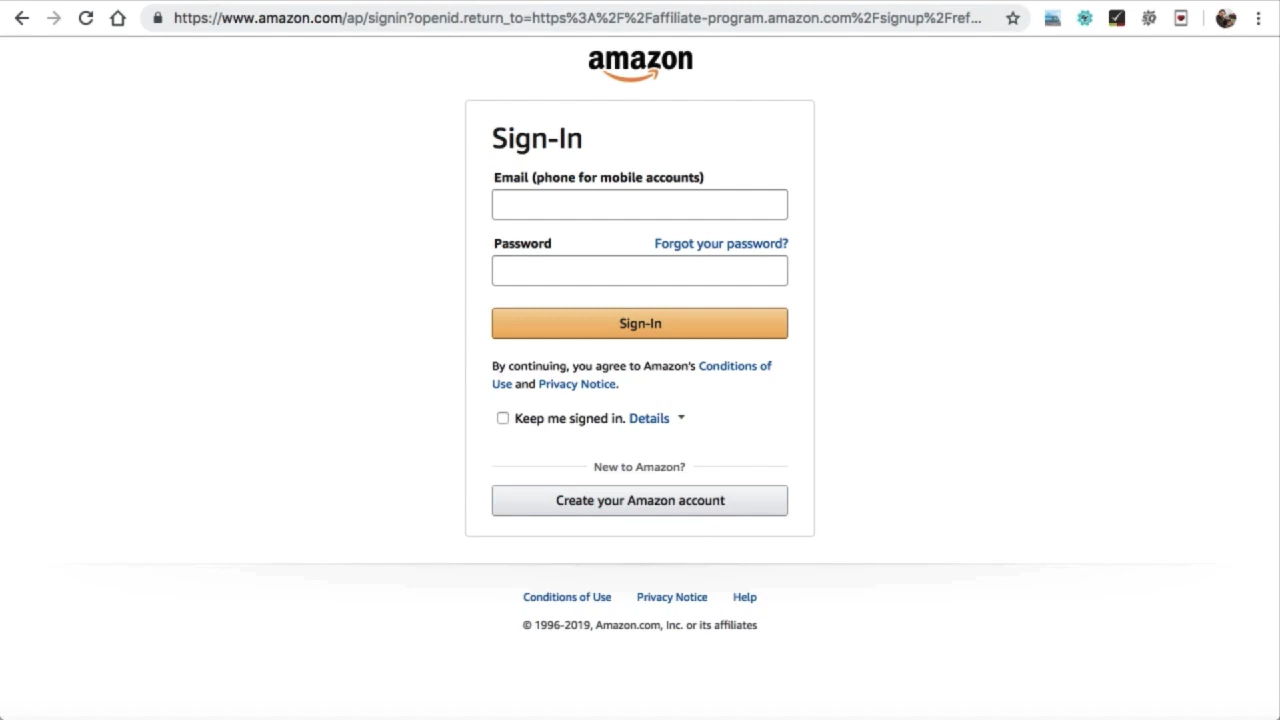 https://www.amazon.com/ap/signin?openid.return_to=https%3A%2F%2Faffiliate-program.amazon.com%2Fsignup%2Fref...
amazon
Sign-In
Email (phone for mobile accounts)
Password Forgot your password?
Sign-In
By continuing, you agree to Amazon's Conditions of
Use and Privacy Notice.
Keep me signed in. Details
New to Amazon?
Create your Amazon account
Conditions of Use Privacy Notice Help
© 1996-2019, Amazon.com, Inc. or its affiliates